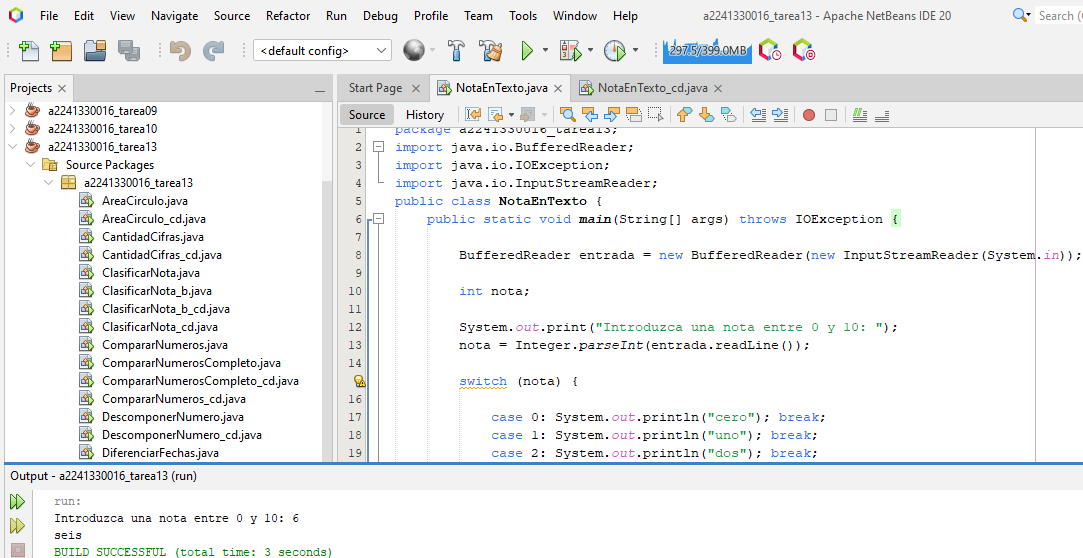 File Edit View Navigate Source Refactor Run Debug Profile Team Tools Window Help a2241330016_tarea13 - Apache NetBeans IDE 20 Search (
<default config> 297.5/399.0MB
Projects
a2241330016_tarea09
a2241330016_tarea10
a2241330016_tarea13
Source Packages
a2241330016_tarea13
AreaCirculo.java
AreaCirculo_cd.java
CantidadCifras.java
CantidadCifras_cd.java
ClasificarNota.java
ClasificarNota_b.java
ClasificarNota_b_cd.java
ClasificarNota_cd.java
CompararNumeros.java
CompararNumerosCompleto.java
CompararNumerosCompleto_cd.java
CompararNumeros_cd.java
DescomponerNumero.java
DescomponerNumero_cd.java
DiferenciarFechas.java
Start Page NotaEnTexto.java NotaEnTexto_cd.java
Source History
1 package a2241330016_tarea13;
2 import java.io.BufferedReader;
3 import java.io.IOException;
4 import java.io.InputStreamReader;
5 public class NotaEnTexto {
6 public static void main(String[] args) throws IOException {
7
8 BufferedReader entrada = new BufferedReader(new InputStreamReader(System.in));
9
10 int nota;
11
12 System.out.print("Introduzca una nota entre 0 y 10: ");
13 nota = Integer.parseInt(entrada.readLine());
14
switch (nota) {
16
17 case 0: System.out.println("cero"); break;
18 case 1: System.out.println("uno"); break;
19 case 2: System.out.println("dos"); break;
Output - a2241330016_tarea13 (run)
run:
Introduzca una nota entre 0 y 10: 6
seis
BUILD SUCCESSFUL (total time: 3 seconds)